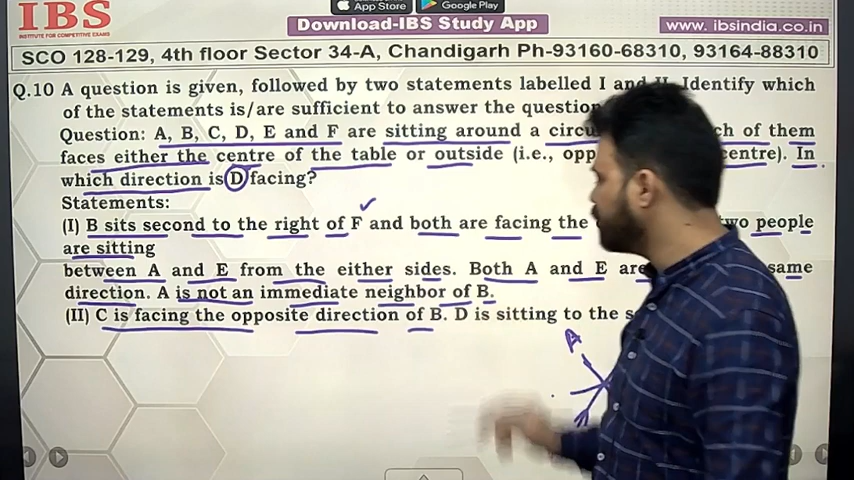 IBS
INSTITUTE FOR COMPETITIVE EXAMS
App Store
Google Play
Download-IBS Study App
www. ibsindia.co.in
SCO 128-129, 4th floor Sector 34-A, Chandigarh Ph-93160-68310, 93164-88310
Q.10 A question is given, followed by two statements labelled I and Identify which
of the statements is/are sufficient to answer the question
Question: A, B, C, D, E and F are sitting around a of them
faces either the centre of the table or outside (i.e., centre). In
which direction is D facing?
Statements:
(I) B sits second to the right of F and both are facing the two people
are sitting
between A and E from the either sides. Both A and E same
direction. A is not an immediate neighbor of B.
(II) C is facing the opposite direction of B. D is sitting to the
A